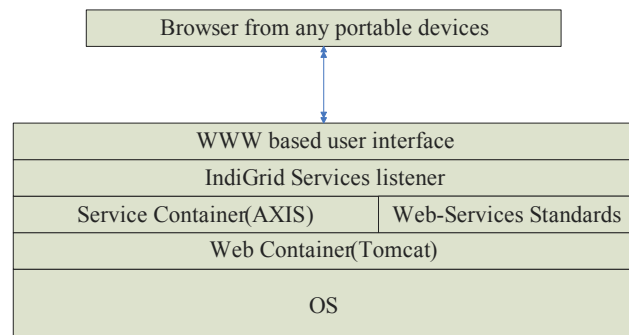 Browser from any portable devices
WWW based user interface
IndiGrid Services listener
Service Container(AXIS)
Web-Services Standards
Web Container(Tomcat)
OS